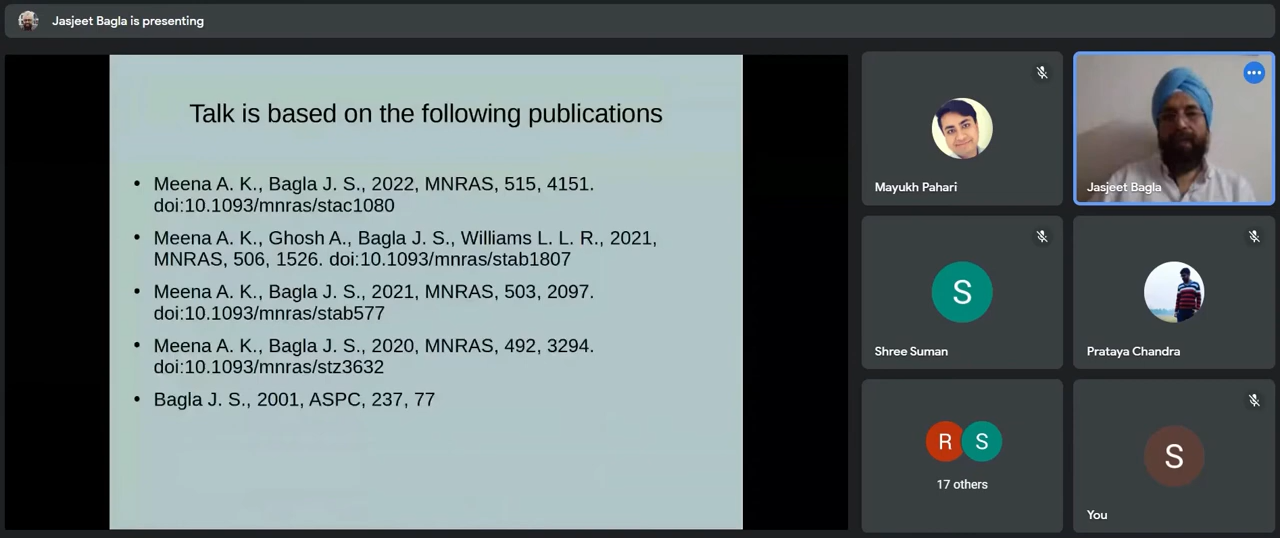 Jasjeet Bagla is presenting
Talk is based on the following publications
• Meena A. K., Bagla J. S., 2022, MNRAS, 515, 4151.
doi:10.1093/mnras/stac1080
• Meena A. K., Ghosh A., Bagla J. S., Williams L. L. R., 2021,
MNRAS, 506, 1526. doi:10.1093/mnras/stab1807
• Meena A. K., Bagla J. S., 2021, MNRAS, 503, 2097.
doi:10.1093/mnras/stab577
• Meena A. K., Bagla J. S., 2020, MNRAS, 492, 3294.
doi:10.1093/mnras/stz3632
• Bagla J. S., 2001, ASPC, 237, 77
Mayukh Pahari
Jasjeet Bagla
S
Shree Suman
Prataya Chandra
R S
17 others
S
You